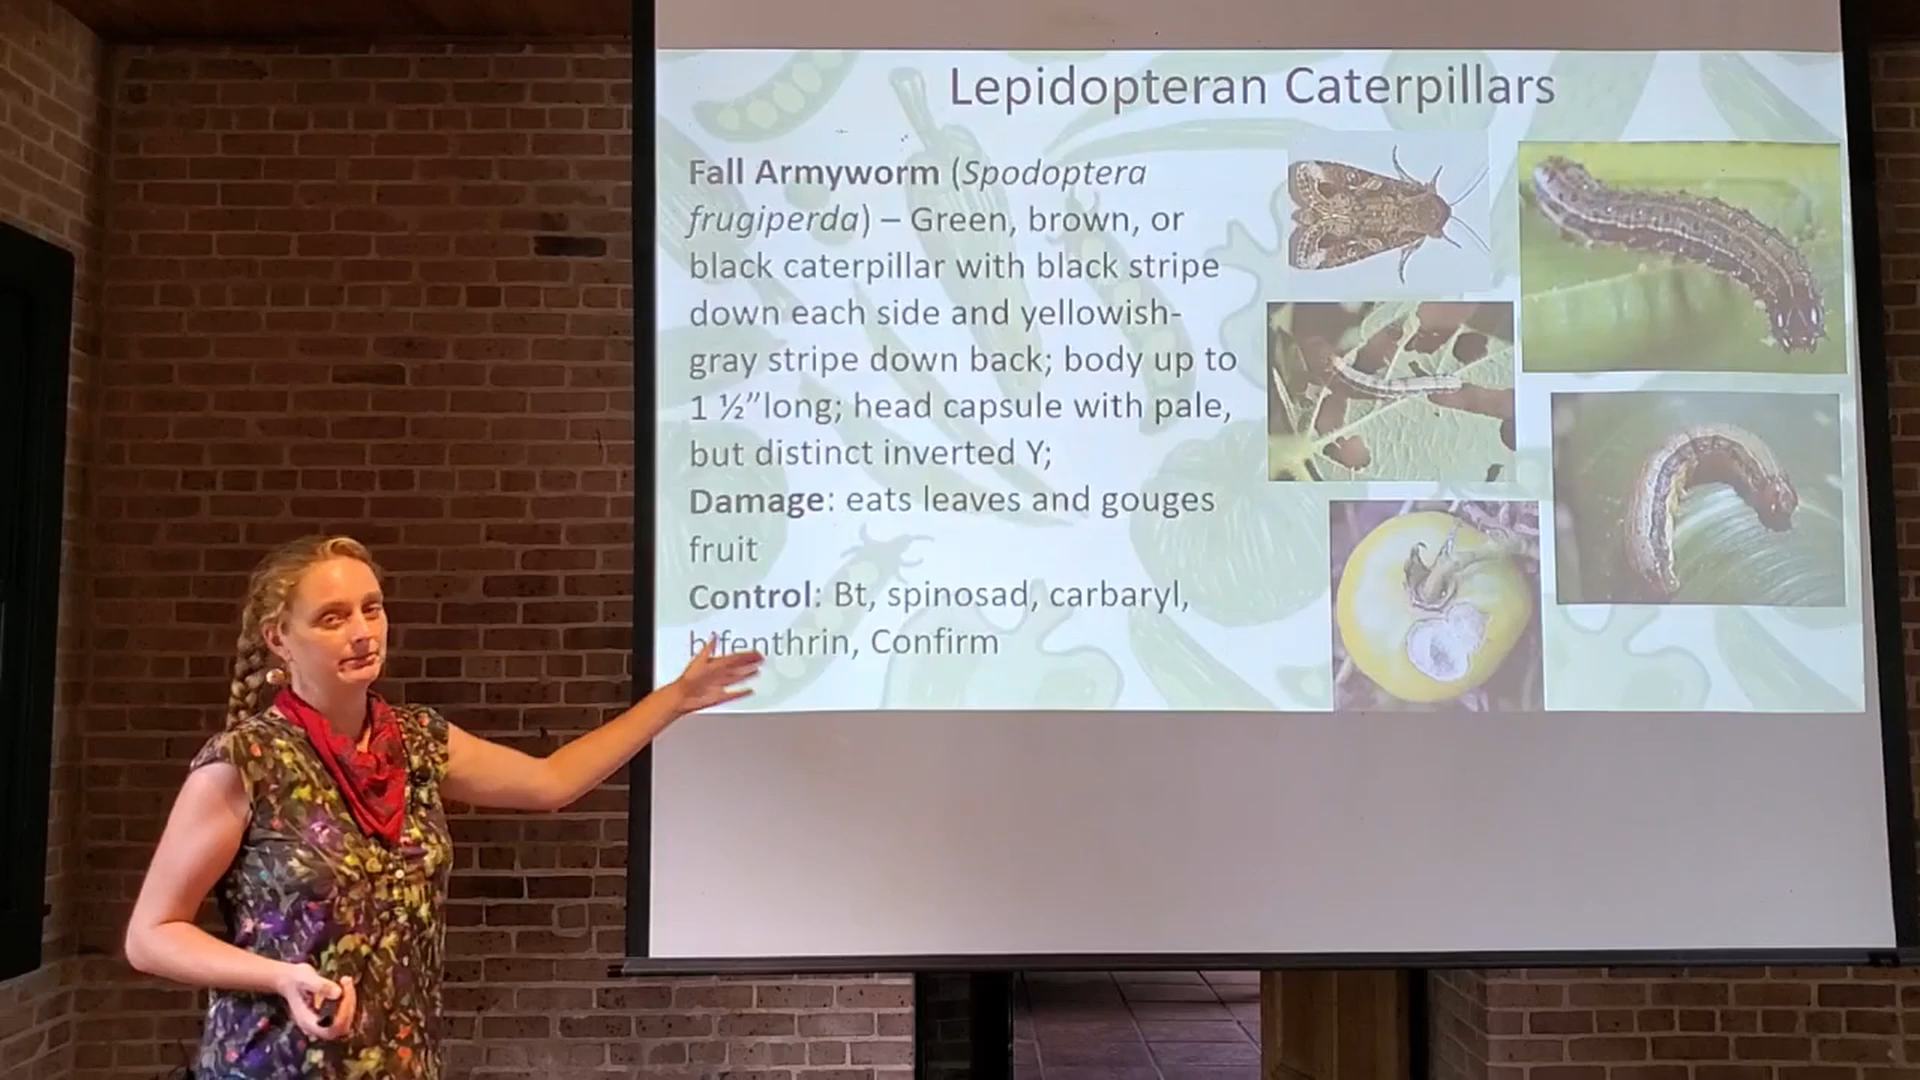 Lepidopteran Caterpillars
Fall Armyworm (Spodoptera
frugiperda) – Green, brown, or
black caterpillar with black stripe
down each side and yellowish-
gray stripe down back; body up to
1 ½”long; head capsule with pale,
but distinct inverted Y;
Damage: eats leaves and gouges
fruit
Control: Bt, spinosad, carbaryl,
bifenthrin, Confirm